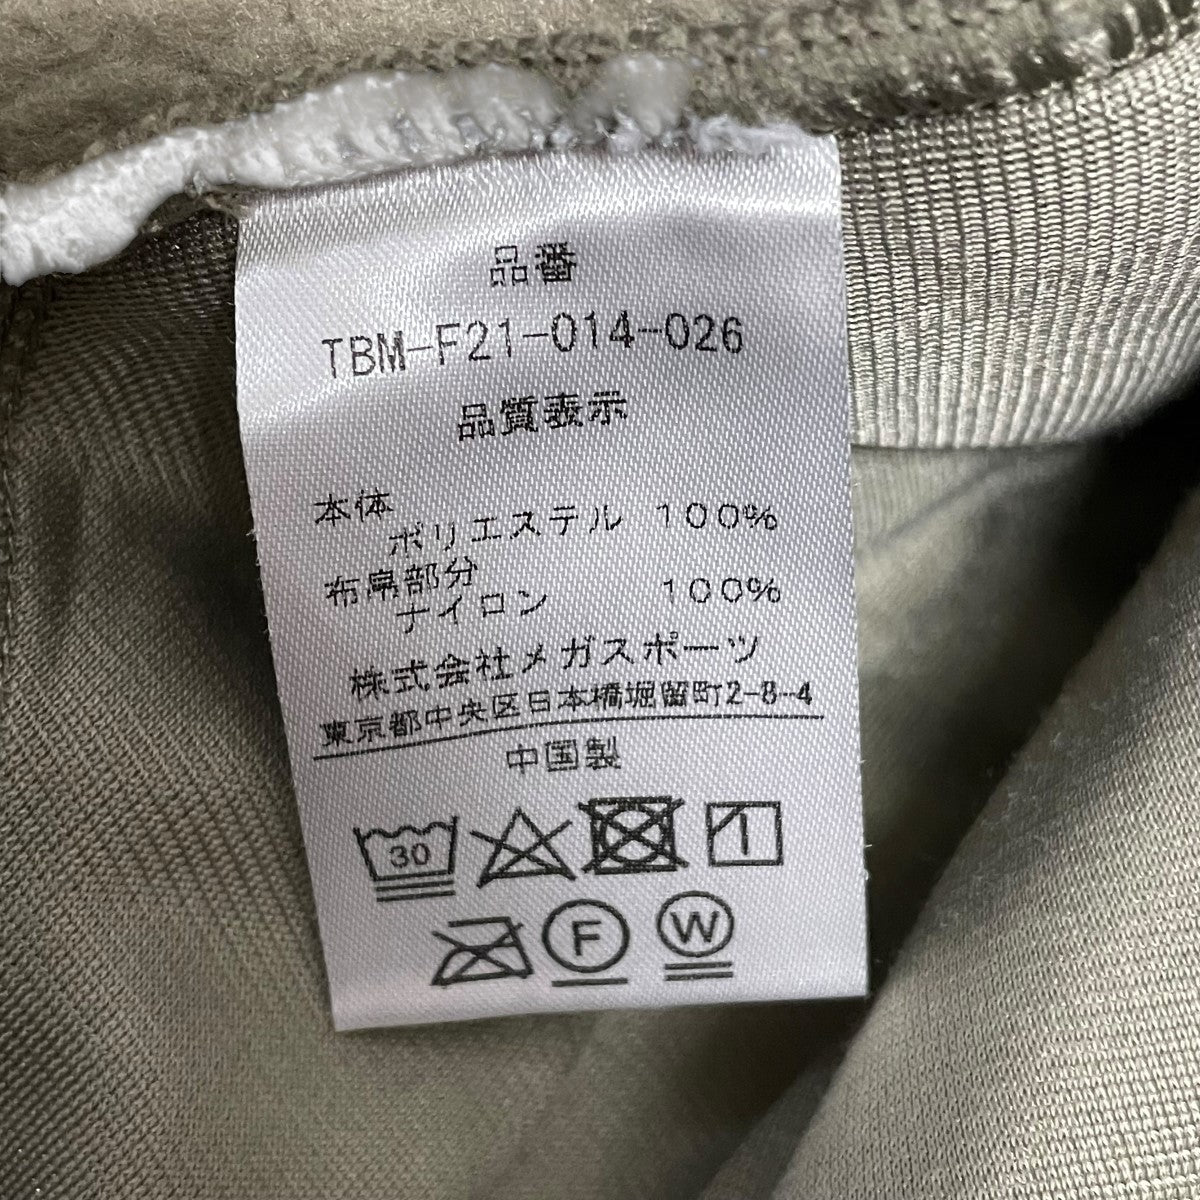 品番
TBM-F21-014-026
品質表示
本体
ポリエステル 100%
布帛部分
ナイロン 100%
株式会社メガスポーツ
東京都中央区日本橋堀留町2-8-4
中国製
30
F W